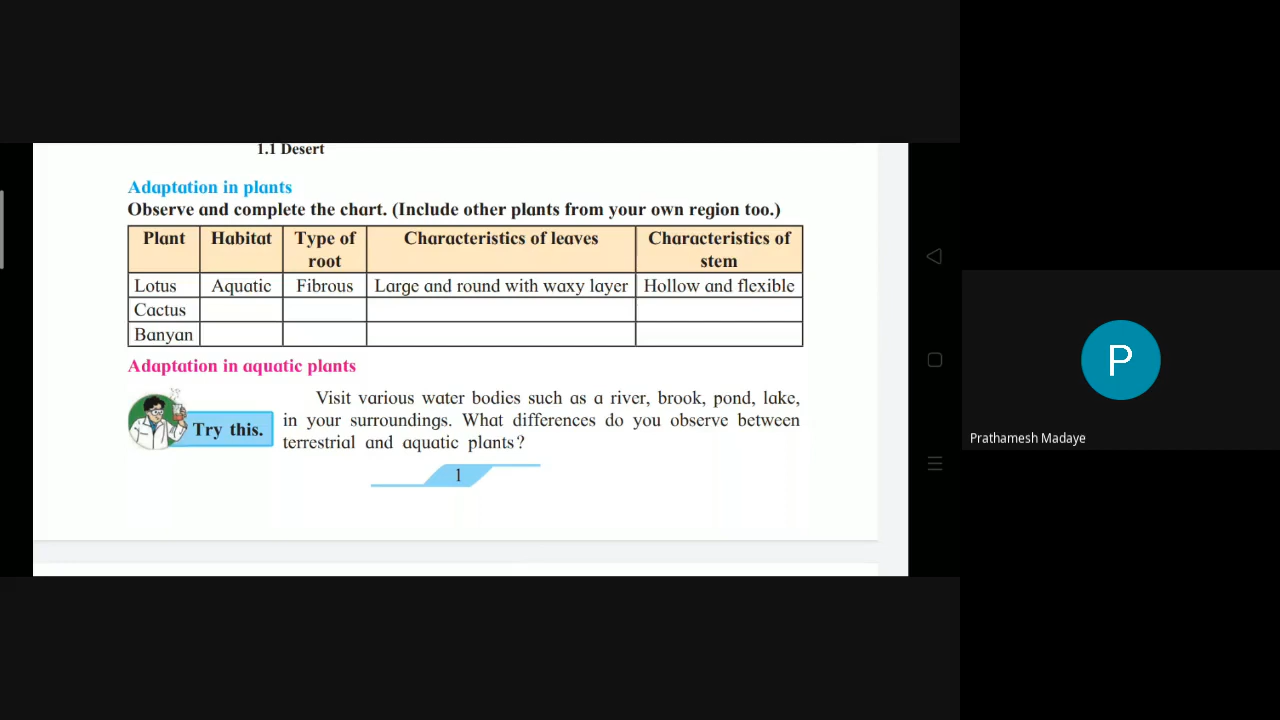 1.1 Desert
Adaptation in plants
Observe and complete the chart. (Include other plants from your own region too.)
Plant Habitat Type of root Characteristics of leaves Characteristics of stem
Lotus Aquatic Fibrous Large and round with waxy layer Hollow and flexible
Cactus
Banyan
Adaptation in aquatic plants
Try this.
Visit various water bodies such as a river, brook, pond, lake,
in your surroundings. What differences do you observe between
terrestrial and aquatic plants?
1
P
Prathamesh Madaye